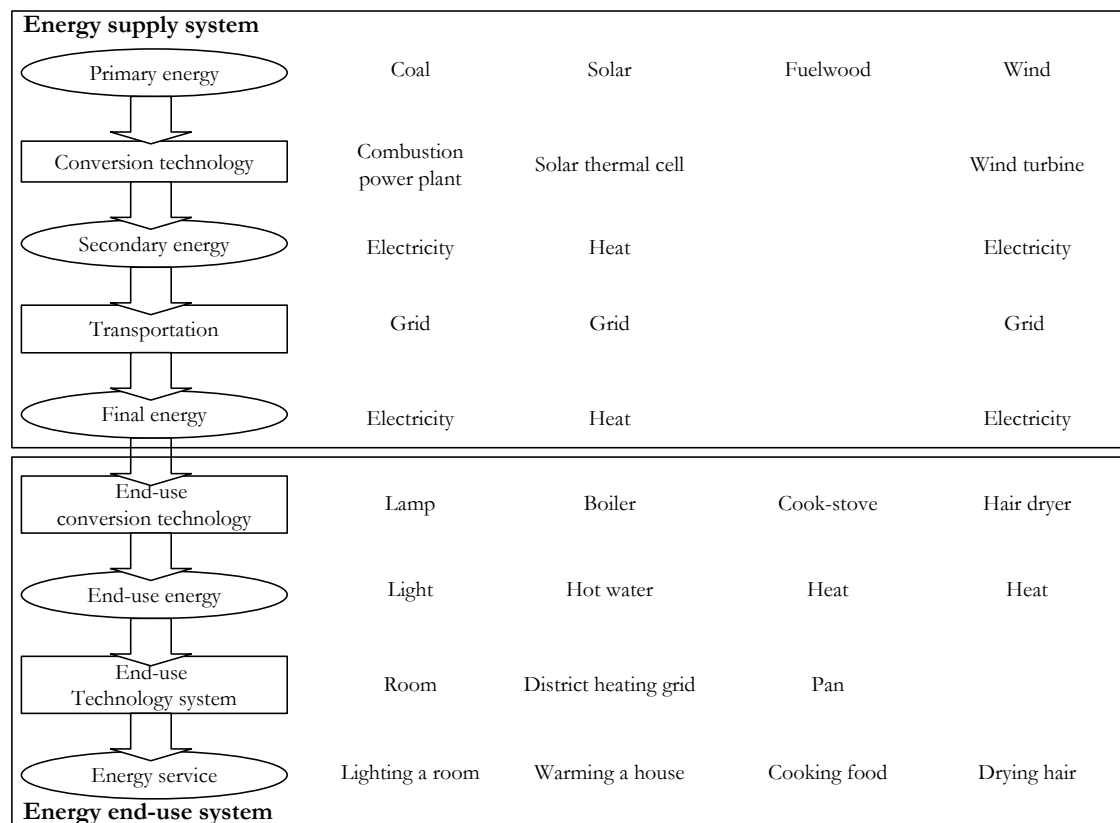 Energy supply system
Primary energy Coal Solar Fuelwood Wind
Conversion technology Combustion power plant Solar thermal cell Wind turbine
Secondary energy Electricity Heat Electricity
Transportation Grid Grid Grid
Final energy Electricity Heat Electricity
End-use
conversion technology Lamp Boiler Cook-stove Hair dryer
End-use energy Light Hot water Heat Heat
End-use
Technology system Room District heating grid Pan
Energy service Lighting a room Warming a house Cooking food Drying hair
Energy end-use system